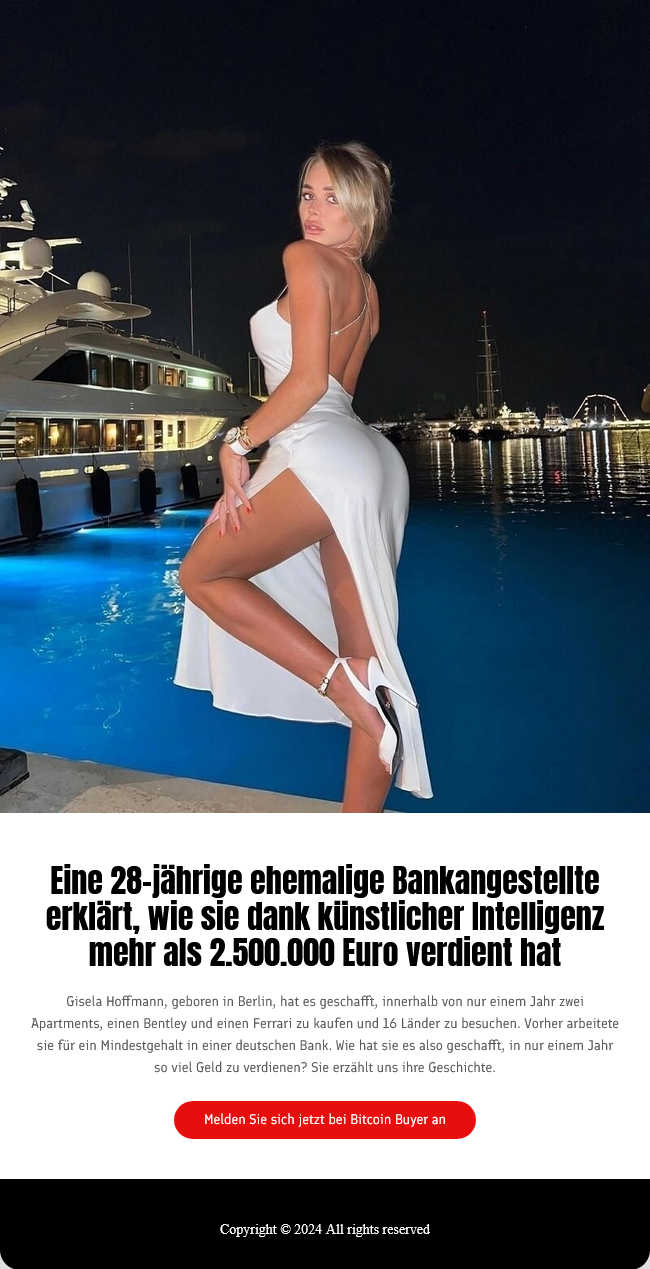 Eine 28-jährige ehemalige Bankangestellte
erklärt, wie sie dank künstlicher Intelligenz
mehr als 2.500.000 Euro verdient hat
Gisela Hoffmann, geboren in Berlin, hat es geschafft, innerhalb von nur einem Jahr zwei
Apartments, einen Bentley und einen Ferrari zu kaufen und 16 Länder zu besuchen. Vorher arbeitete
sie für ein Mindestgehalt in einer deutschen Bank. Wie hat sie es also geschafft, in nur einem Jahr
so viel Geld zu verdienen? Sie erzählt uns ihre Geschichte.
Melden Sie sich jetzt bei Bitcoin Buyer an
Copyright © 2024 All rights reserved